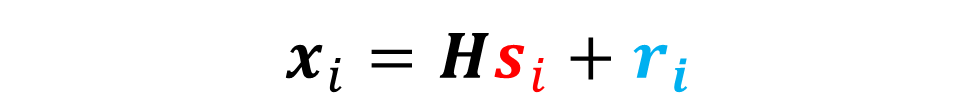 x_i = Hs_i + r_i